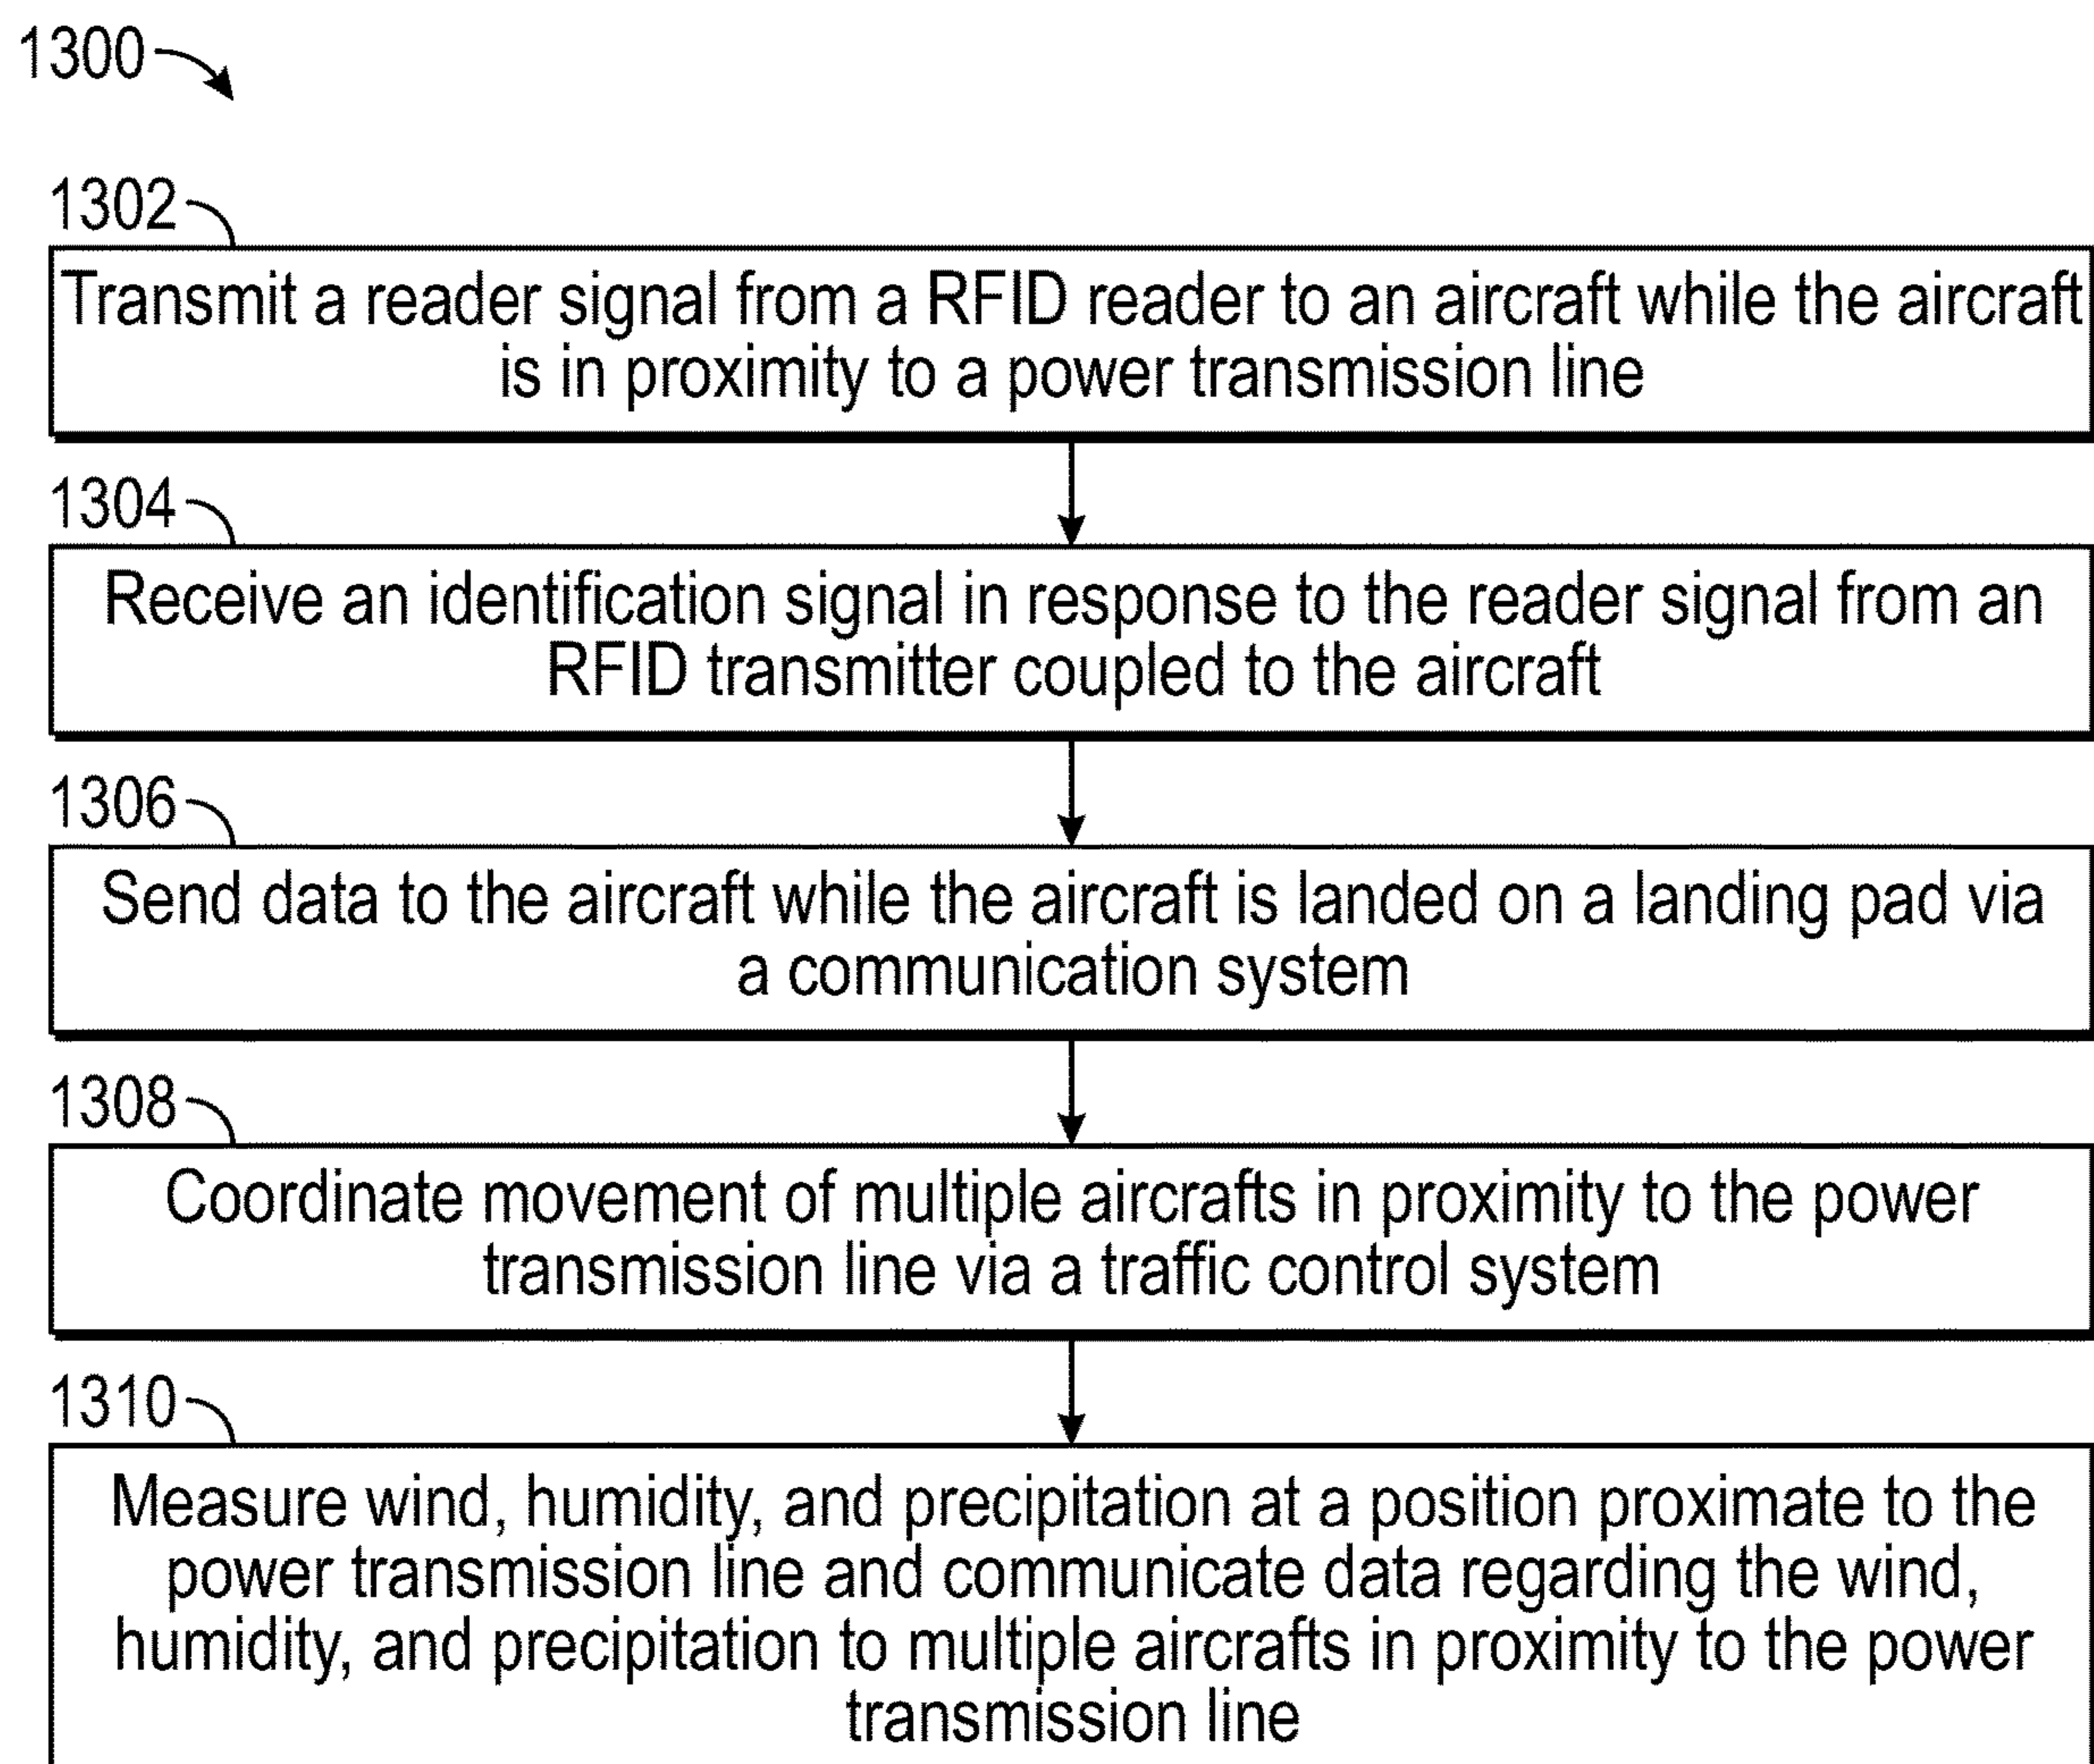 1300
1302
Transmit a reader signal from a RFID reader to an aircraft while the aircraft
is in proximity to a power transmission line
1304
Receive an identification signal in response to the reader signal from an
RFID transmitter coupled to the aircraft
1306
Send data to the aircraft while the aircraft is landed on a landing pad via
a communication system
1308
Coordinate movement of multiple aircrafts in proximity to the power
transmission line via a traffic control system
1310
Measure wind, humidity, and precipitation at a position proximate to the
power transmission line and communicate data regarding the wind,
humidity, and precipitation to multiple aircrafts in proximity to the power
transmission line